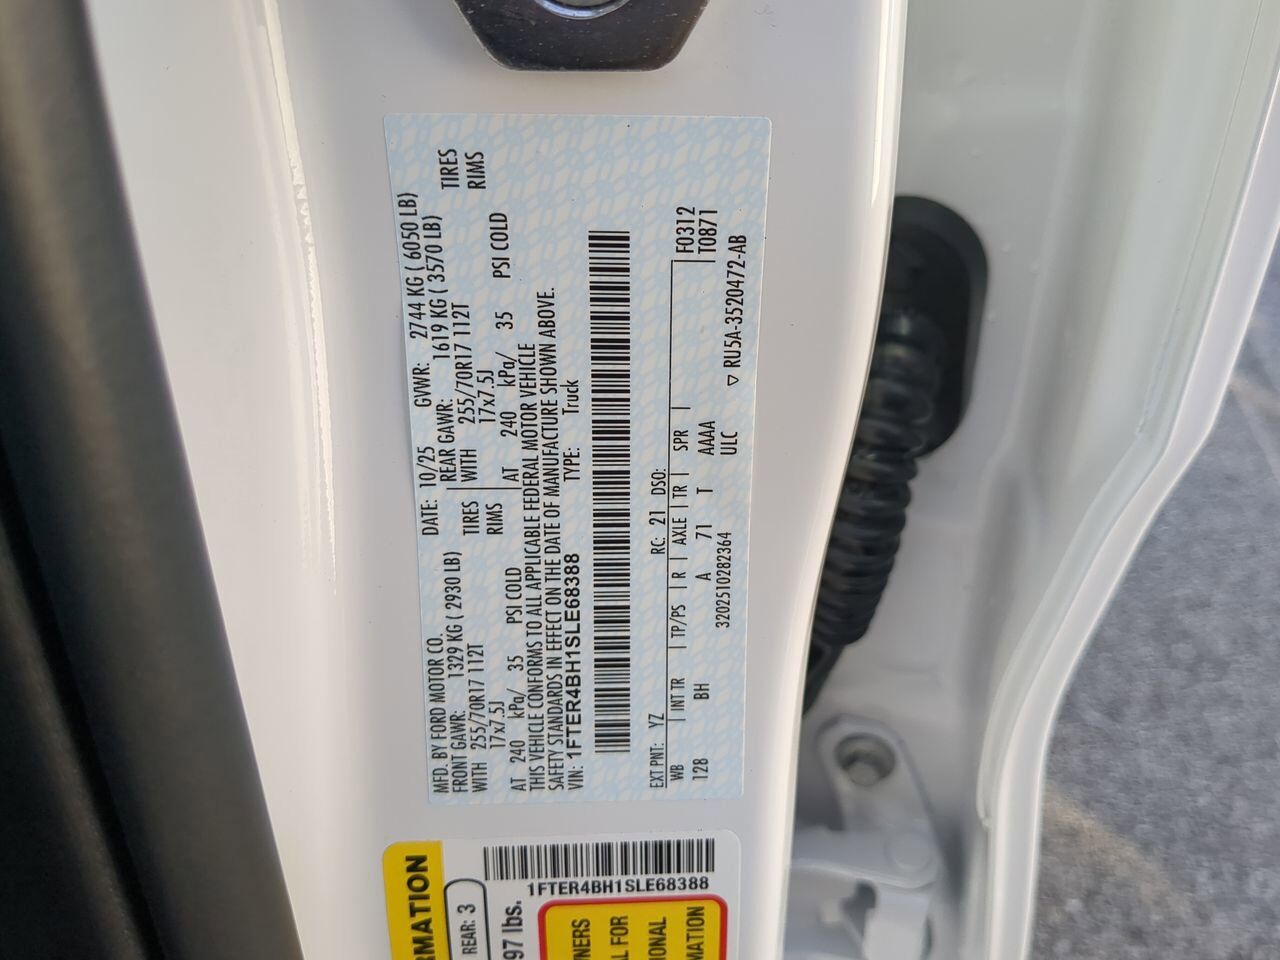 MFD. BY FORD MOTOR CO. DATE: 10/25 GVWR: 2744 KG ( 6050 LB)
FRONT GAWR: 1329 KG ( 2930 LB) REAR GAWR: 1619 KG ( 3570 LB)
WITH 255/70R17 112T TIRES WITH 255/70R17 112T TIRES
17x7.5J RIMS 17x7.5J RIMS
AT 240 kPa/ 35 PSI COLD AT 240 kPa/ 35 PSI COLD
THIS VEHICLE CONFORMS TO ALL APPLICABLE FEDERAL MOTOR VEHICLE
SAFETY STANDARDS IN EFFECT ON THE DATE OF MANUFACTURE SHOWN ABOVE.
VIN: 1FTER4BH1SLE68388 TYPE: Truck
EXT PNT: YZ RC: 21 DSO:
WB | INT TR | TP/PS | R | AXLE | TR | SPR | F0312
128 BH A 71 T AAAA T0871
3202510282364 ULC ▽ RU5A-3520472-AB
RMATION
REAR: 3
97 lbs.
1FTER4BH1SLE68388
NERS
L FOR
IONAL
MATION